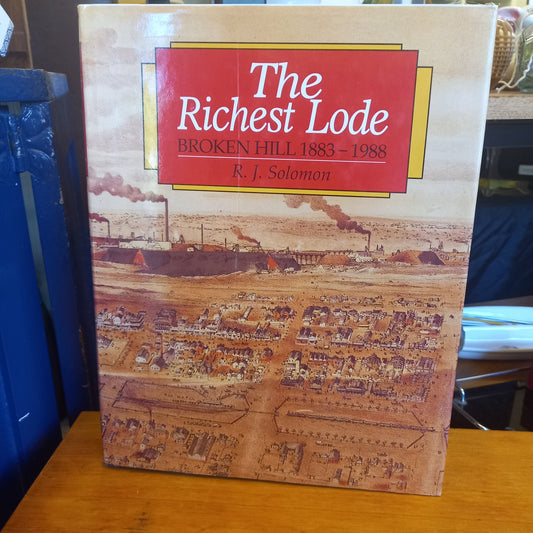 The
Richest Lode
BROKEN HILL 1883 – 1988
R. J. Solomon